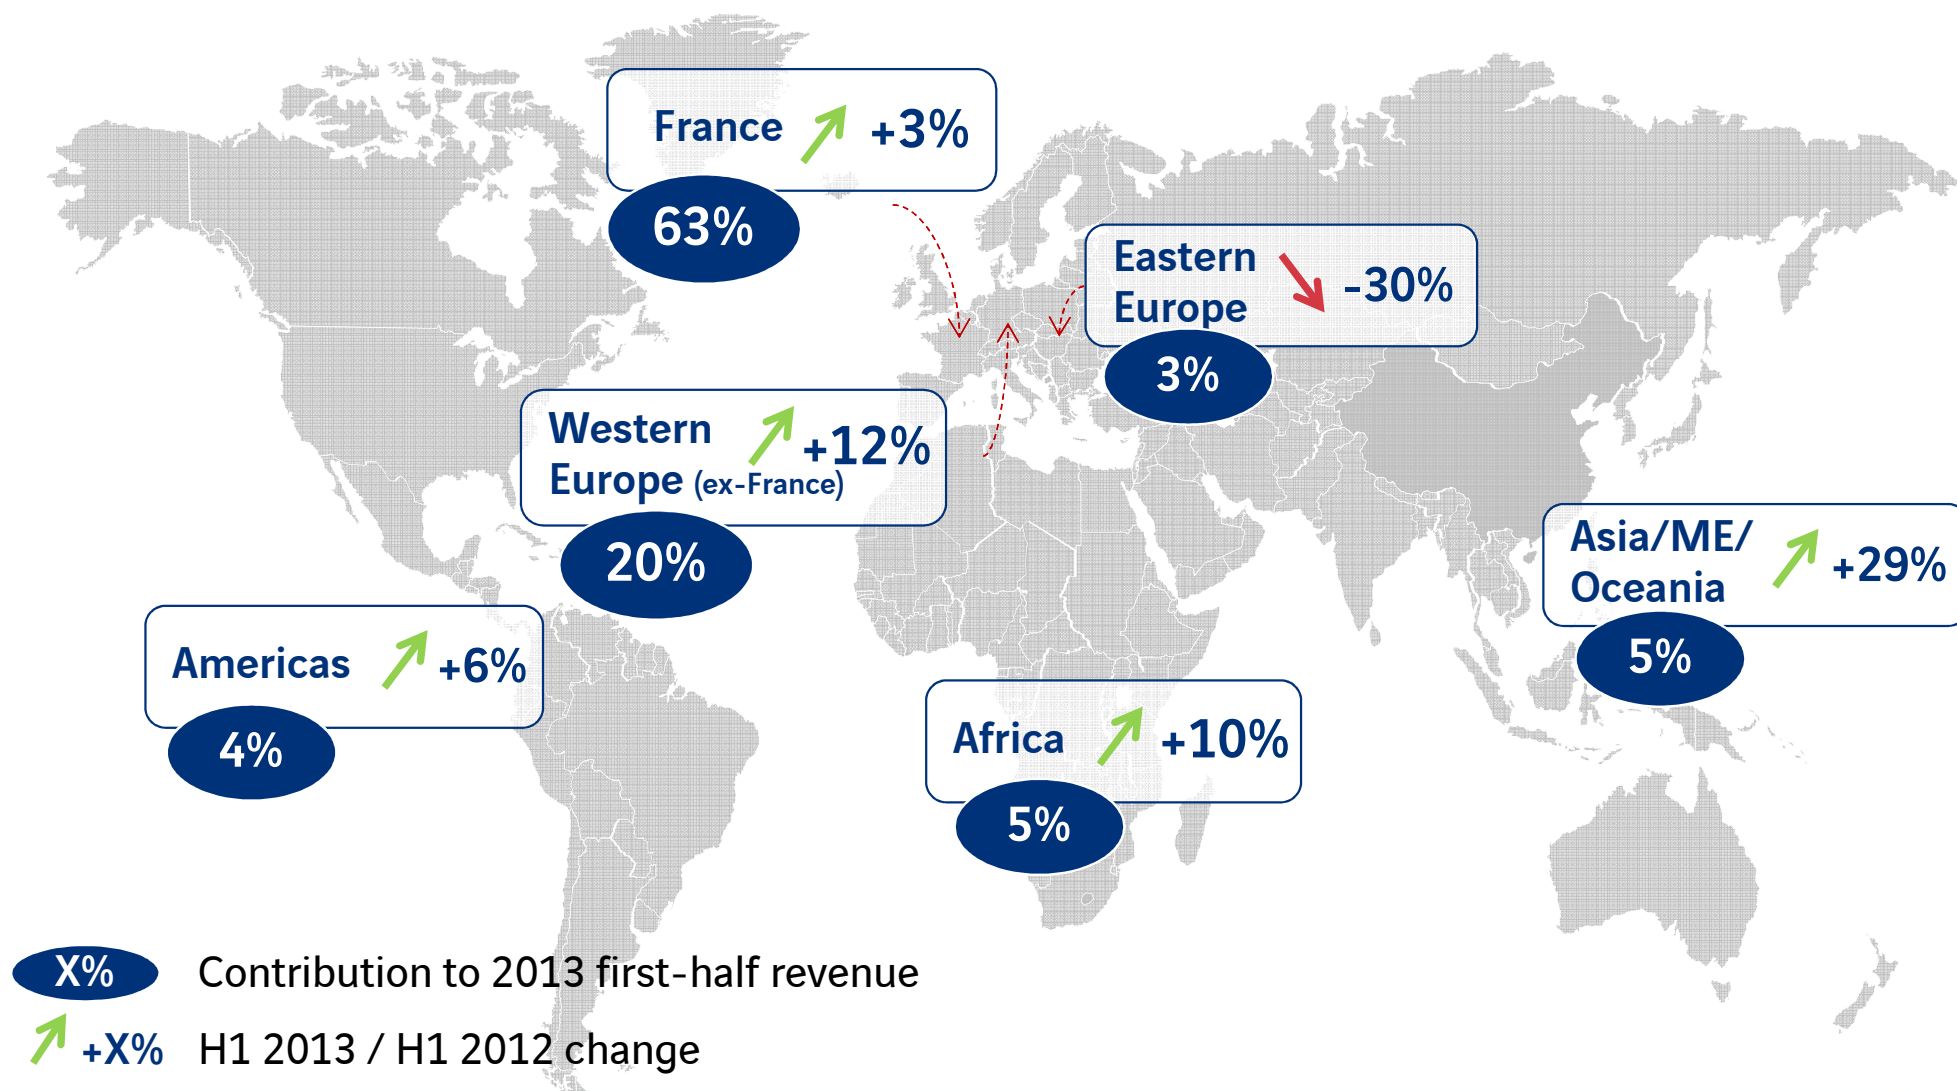 France +3%
63%
Eastern
Europe
-30%
3%
Western
Europe (ex-France)
+12%
20%
Asia/ME/
Oceania
+29%
5%
Americas +6%
4%
Africa +10%
5%
X% Contribution to 2013 first-half revenue
+X% H1 2013 / H1 2012 change